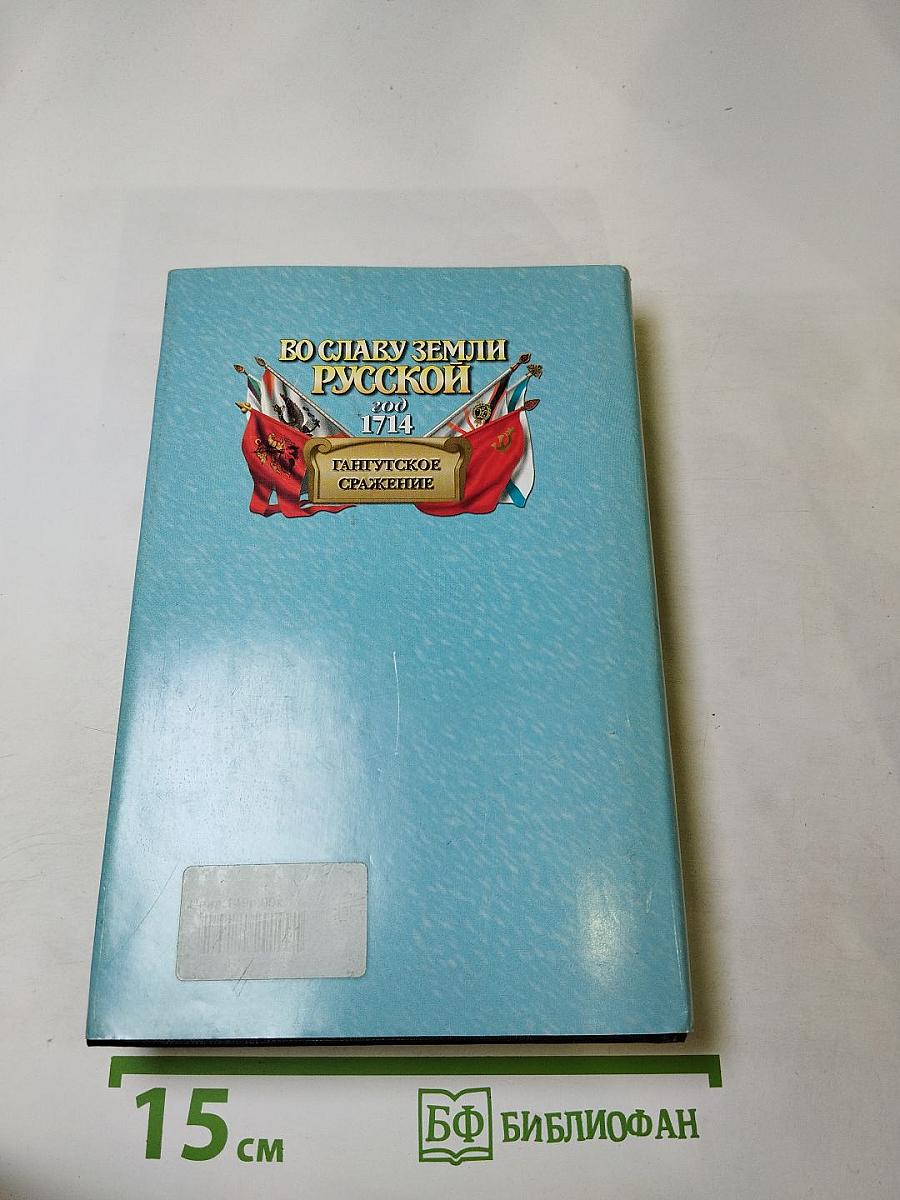 ВО СЛАВУ ЗЕМЛИ
РУССКОЙ
год
1714
ГАНГУТСКОЕ
СРАЖЕНИЕ
15 см
БФ БИБЛИОФАН